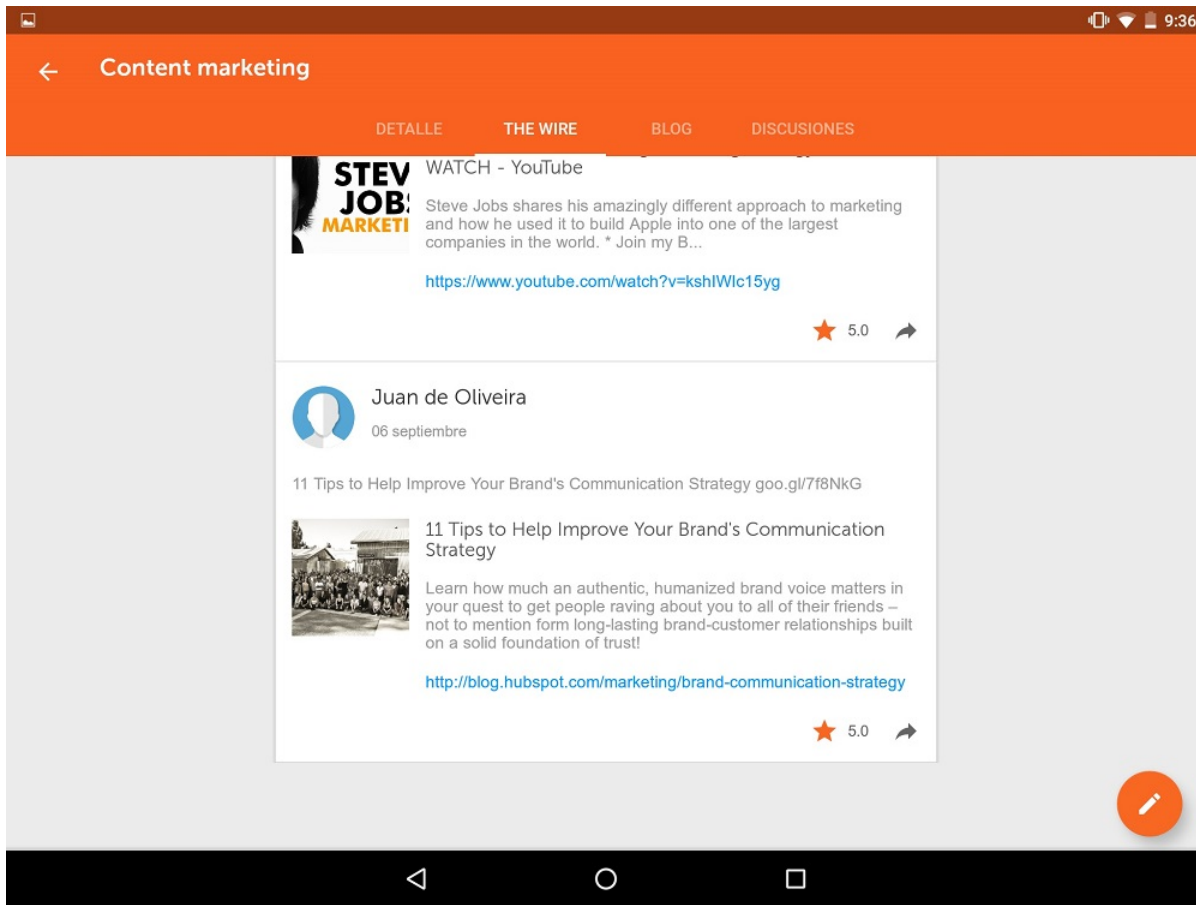 9:36
Content marketing
DETALLE THE WIRE BLOG DISCUSIONES
STEV
JOB
MARKETI
WATCH - YouTube
Steve Jobs shares his amazingly different approach to marketing
and how he used it to build Apple into one of the largest
companies in the world. * Join my B...
https://www.youtube.com/watch?v=kshIWIc15yg
5.0
Juan de Oliveira
06 septiembre
11 Tips to Help Improve Your Brand's Communication Strategy goo.gl/7f8NkG
11 Tips to Help Improve Your Brand's Communication
Strategy
Learn how much an authentic, humanized brand voice matters in
your quest to get people raving about you to all of their friends –
not to mention form long-lasting brand-customer relationships built
on a solid foundation of trust!
http://blog.hubspot.com/marketing/brand-communication-strategy
5.0